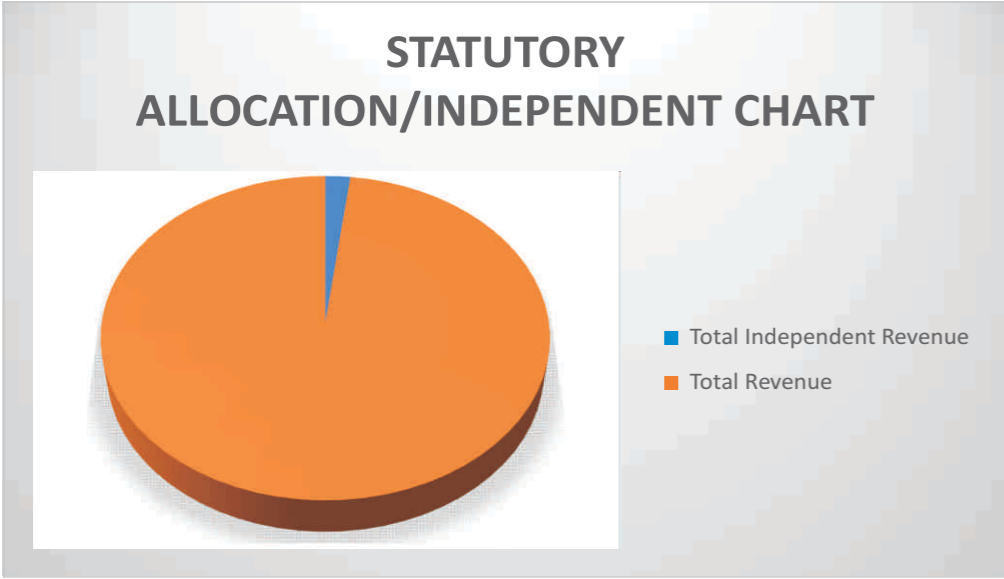 STATUTORY
ALLOCATION/INDEPENDENT CHART
Total Independent Revenue
Total Revenue